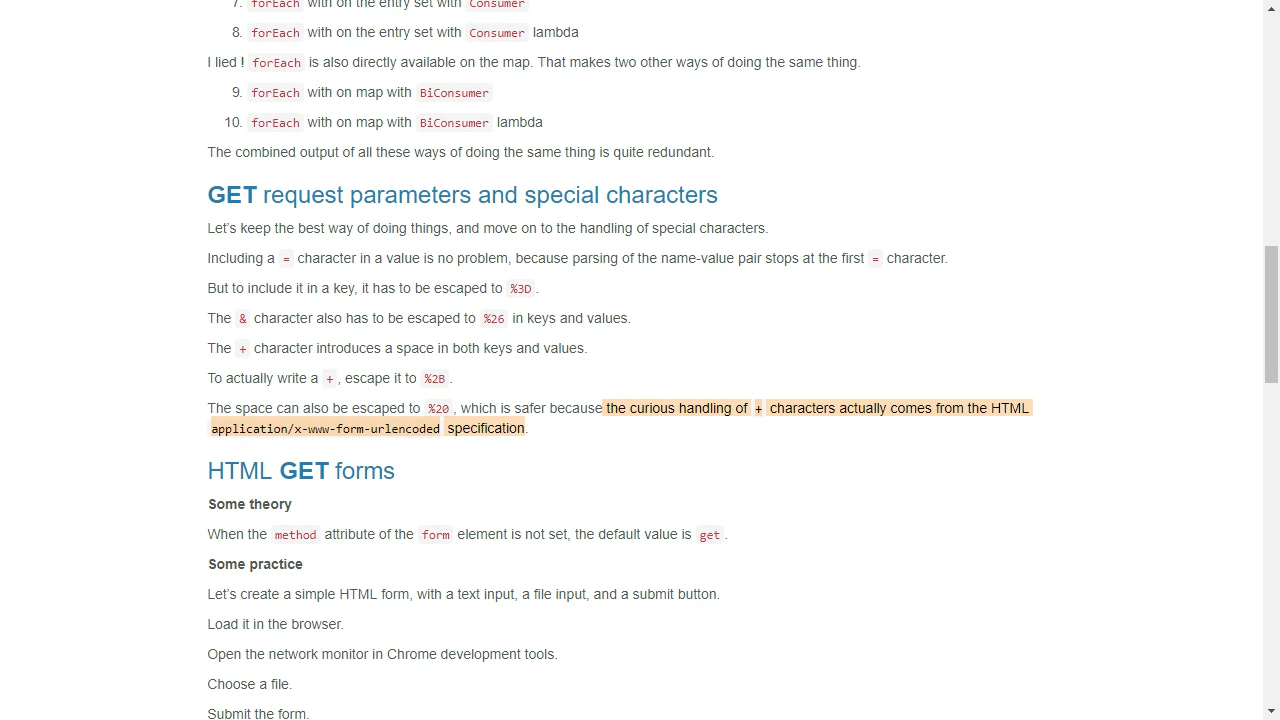 7. forEach with on the entry set with Consumer
8. forEach with on the entry set with Consumer lambda
I lied ! forEach is also directly available on the map. That makes two other ways of doing the same thing.
9. forEach with on map with BiConsumer
10. forEach with on map with BiConsumer lambda
The combined output of all these ways of doing the same thing is quite redundant.
GET request parameters and special characters
Let's keep the best way of doing things, and move on to the handling of special characters.
Including a = character in a value is no problem, because parsing of the name-value pair stops at the first = character.
But to include it in a key, it has to be escaped to %3D.
The & character also has to be escaped to %26 in keys and values.
The + character introduces a space in both keys and values.
To actually write a +, escape it to %2B.
The space can also be escaped to %20, which is safer because the curious handling of + characters actually comes from the HTML
application/x-www-form-urlencoded specification.
HTML GET forms
Some theory
When the method attribute of the form element is not set, the default value is get.
Some practice
Let's create a simple HTML form, with a text input, a file input, and a submit button.
Load it in the browser.
Open the network monitor in Chrome development tools.
Choose a file.
Submit the form.